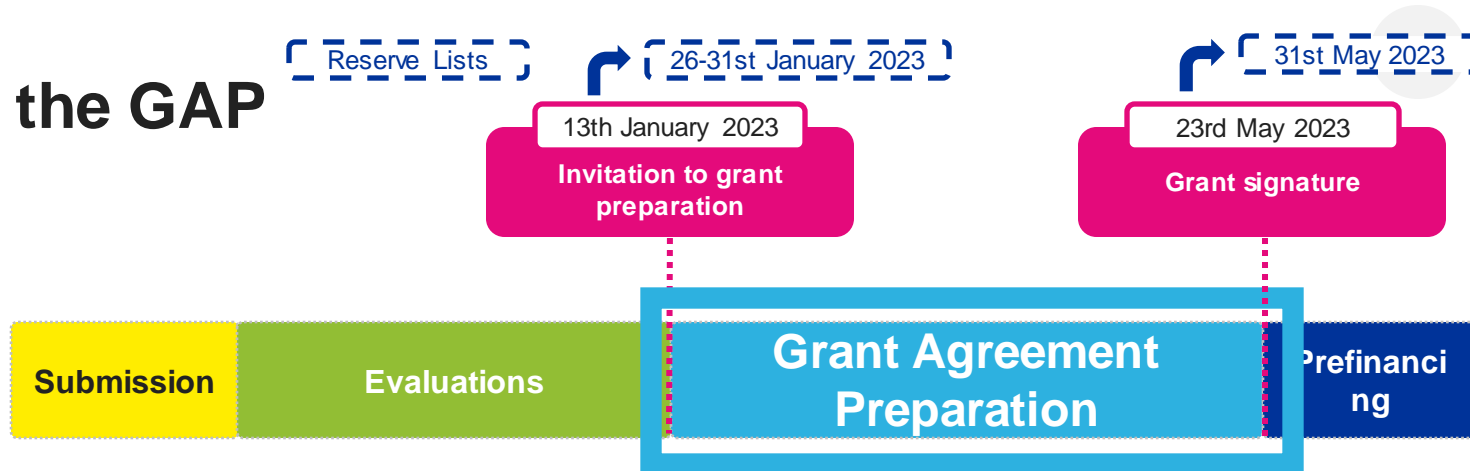 the GAP
Reserve Lists
26-31st January 2023
31st May 2023
13th January 2023
Invitation to grant
preparation
23rd May 2023
Grant signature
Submission
Evaluations
Grant Agreement
Preparation
Prefinanci
ng